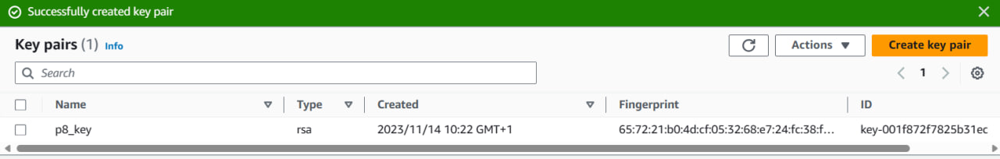 Successfully created key pair
Key pairs (1) Info
Actions
Create key pair
Search
1
Name Type Created Fingerprint ID
p8_key rsa 2023/11/14 10:22 GMT+1 65:72:21:b0:4d:cf:05:32:68:e7:24:fc:38:f... key-001f872f7825b31ec